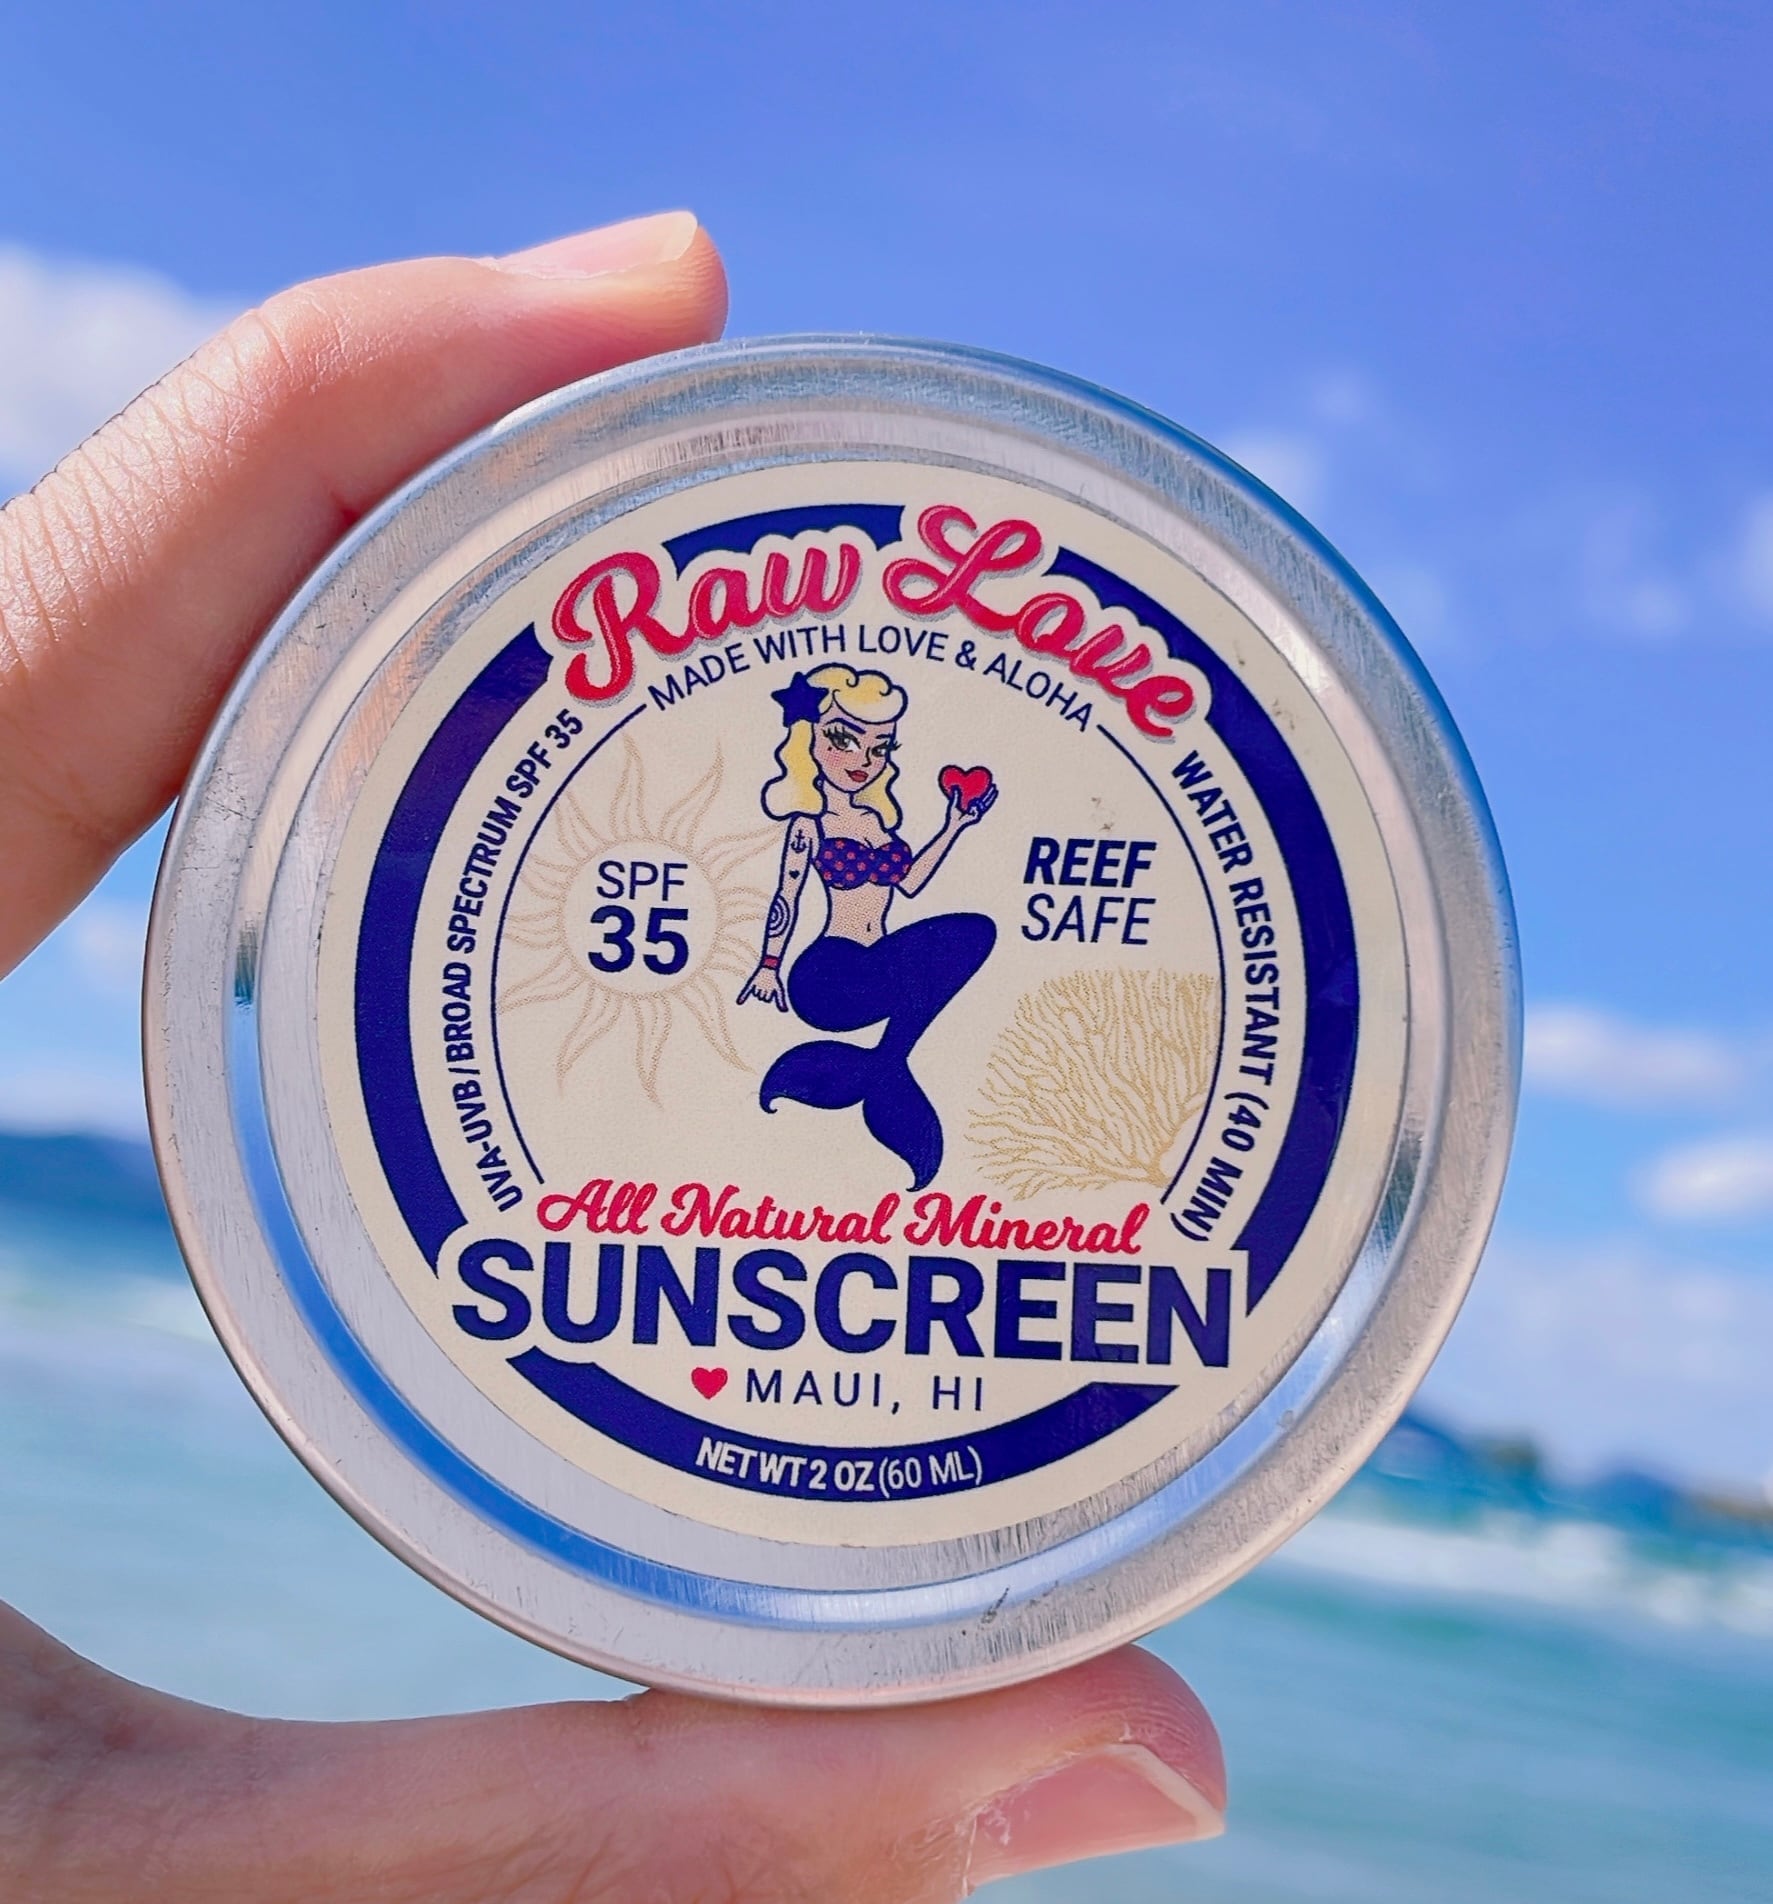 Raw Love
MADE WITH LOVE & ALOHA
UVA-UVB / BROAD SPECTRUM SPF 35
SPF
35
REEF
SAFE
WATER RESISTANT (40 MIN)
All Natural Mineral
SUNSCREEN
MAUI, HI
NET WT 2 OZ (60 ML)